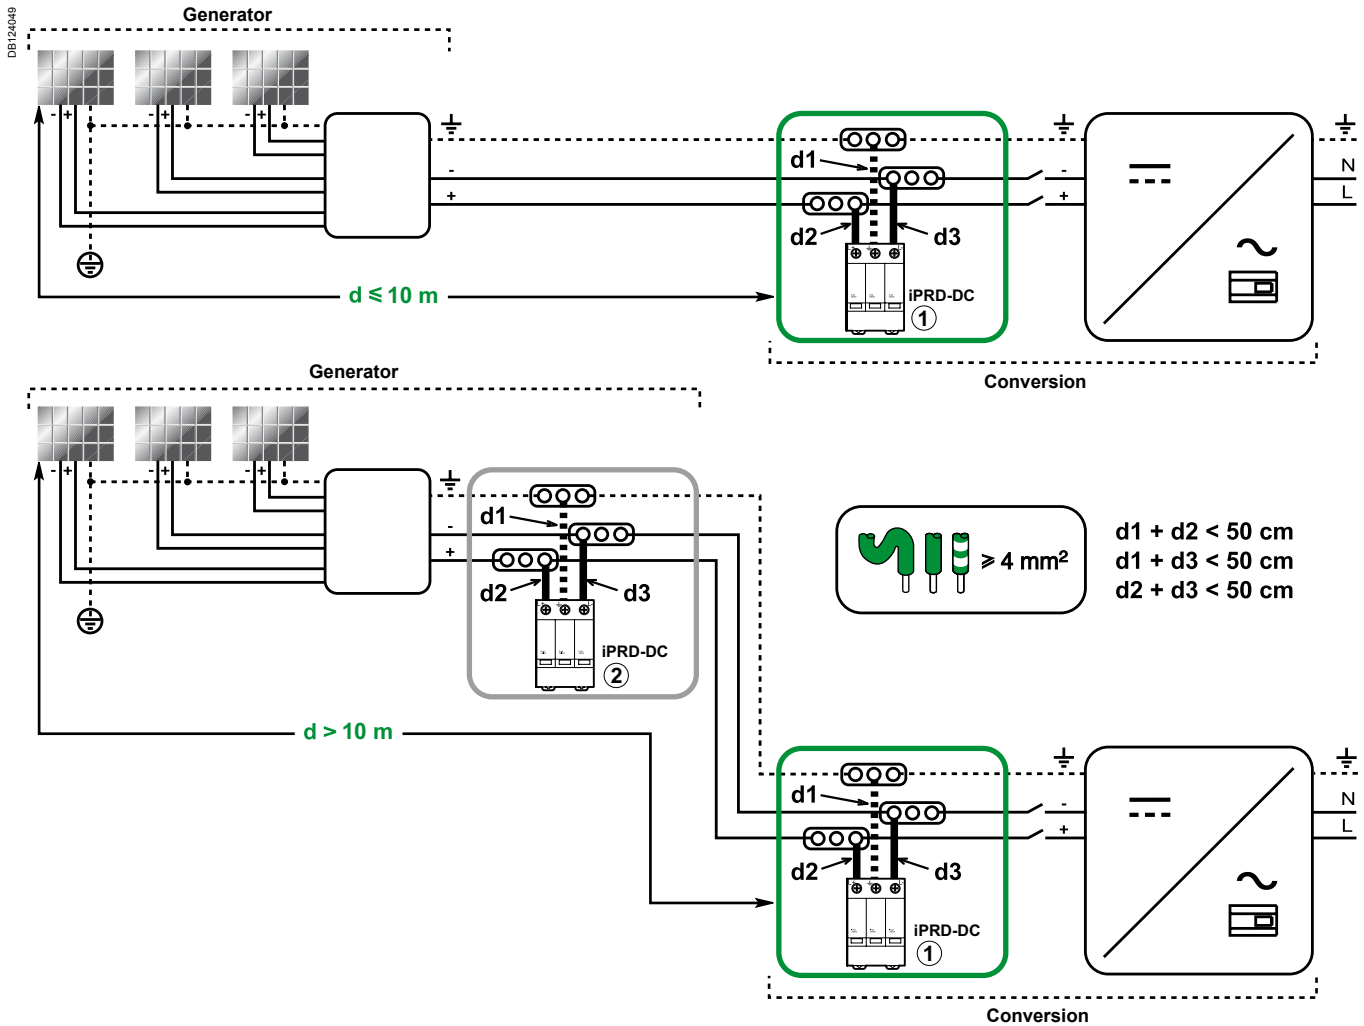 DB124049
Generator
- +
- +
- +
-
+
d1
d2
d3
iPRD-DC
1
-
+
N
L
d ≤ 10 m
Conversion
Generator
- +
- +
- +
-
+
d1
d2
d3
iPRD-DC
2
≥ 4 mm²
d1 + d2 < 50 cm
d1 + d3 < 50 cm
d2 + d3 < 50 cm
d > 10 m
d1
d2
d3
iPRD-DC
1
-
+
N
L
Conversion